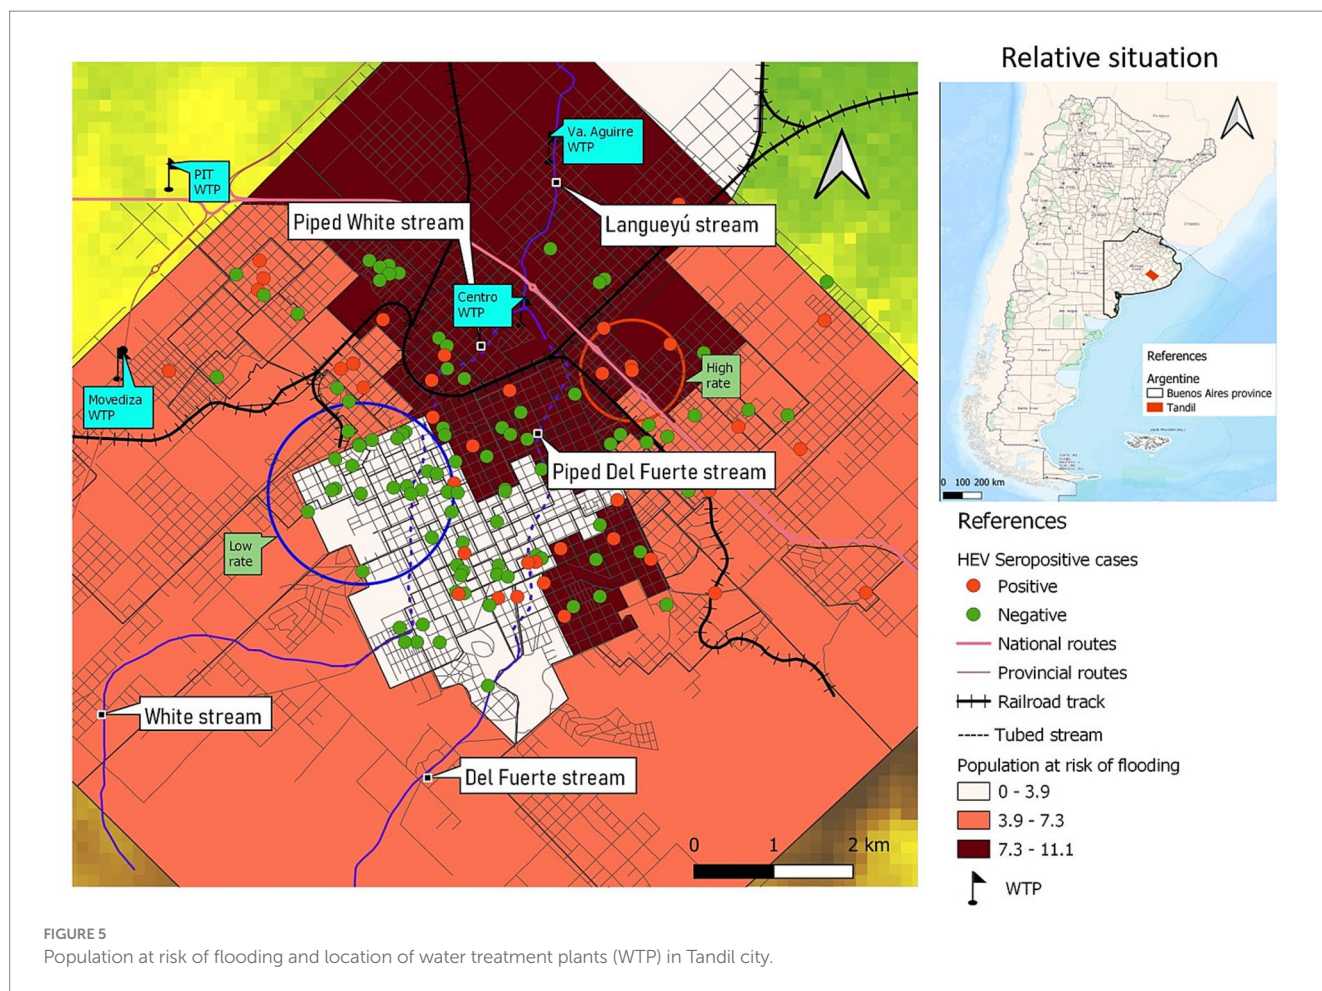 Relative situation
Va. Aguirre
WTP
PIT
WTP
Piped White stream
Langueyú stream
Centro
WTP
High
rate
Movediza
WTP
References
Argentine
Buenos Aires province
Tandil
Piped Del Fuerte stream
0 100 200 km
Low
rate
References
HEV Seropositive cases
Positive
Negative
National routes
Provincial routes
Railroad track
Tubed stream
White stream
Del Fuerte stream
Population at risk of flooding
0 - 3.9
3.9 - 7.3
7.3 - 11.1
WTP
0 1 2 km
FIGURE 5
Population at risk of flooding and location of water treatment plants (WTP) in Tandil city.